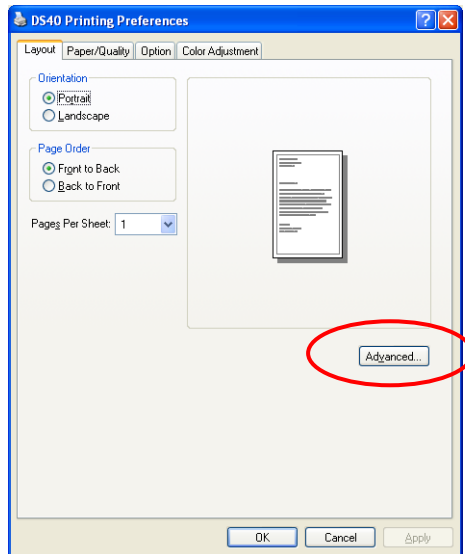 DS40 Printing Preferences
Layout Paper/Quality Option Color Adjustment
Orientation
Portrait
Landscape
Page Order
Front to Back
Back to Front
Pages Per Sheet: 1
Advanced...
OK Cancel Apply